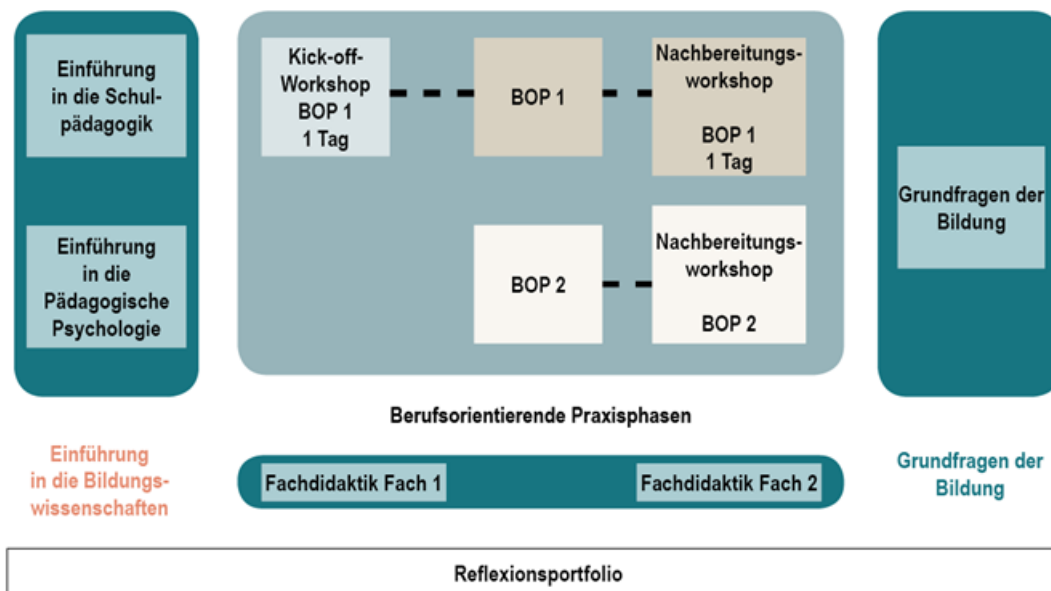 Einführung
in die Schul-
pädagogik
Einführung
in die
Pädagogische
Psychologie
Einführung
in die Bildungs-
wissenschaften
Kick-off-
Workshop
BOP 1
1 Tag
BOP 1
Nachbereitungs-
workshop
BOP 1
1 Tag
BOP 2
Nachbereitungs-
workshop
BOP 2
Berufsorientierende Praxisphasen
Fachdidaktik Fach 1
Fachdidaktik Fach 2
Grundfragen der
Bildung
Grundfragen der
Bildung
Reflexionsportfolio